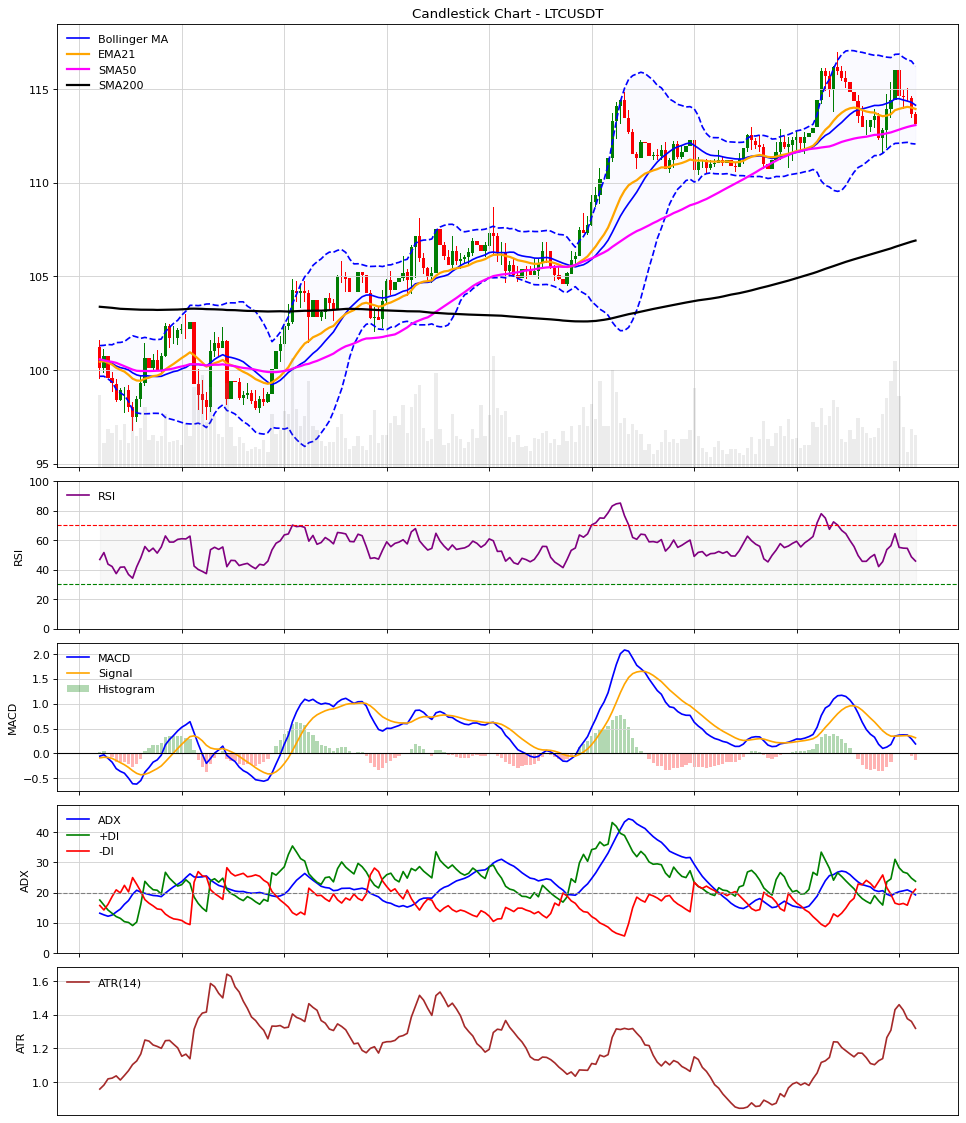 Candlestick Chart - LTCUSDT
Bollinger MA
EMA21
SMA50
SMA200
115
110
105
100
95
RSI
RSI
100
80
60
40
20
0
MACD
Signal
Histogram
MACD
2.0
1.5
1.0
0.5
0.0
−0.5
ADX
+DI
-DI
ADX
40
30
20
10
0
ATR(14)
ATR
1.6
1.4
1.2
1.0